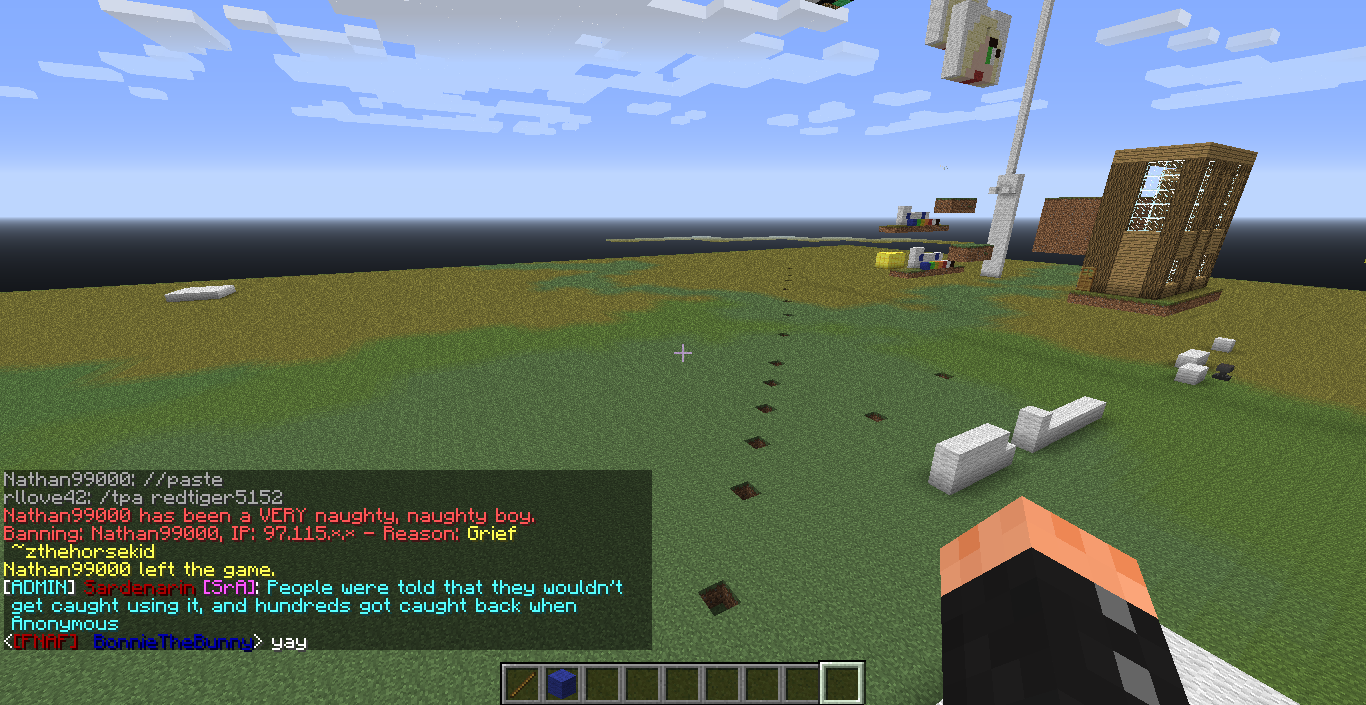 Nathan99000: //paste
rllove42: /tpa redtiger5152
Nathan99000 has been a VERY naughty, naughty boy.
Banning: Nathan99000, IP: 97.115.*.* - Reason: Grief
~zthehorsekid
Nathan99000 left the game.
[ADMIN] Sardenarin [SrA]: People were told that they wouldn't
get caught using it, and hundreds got caught back when
Anonymous
<[FNAF] BonnieTheBunny> yay